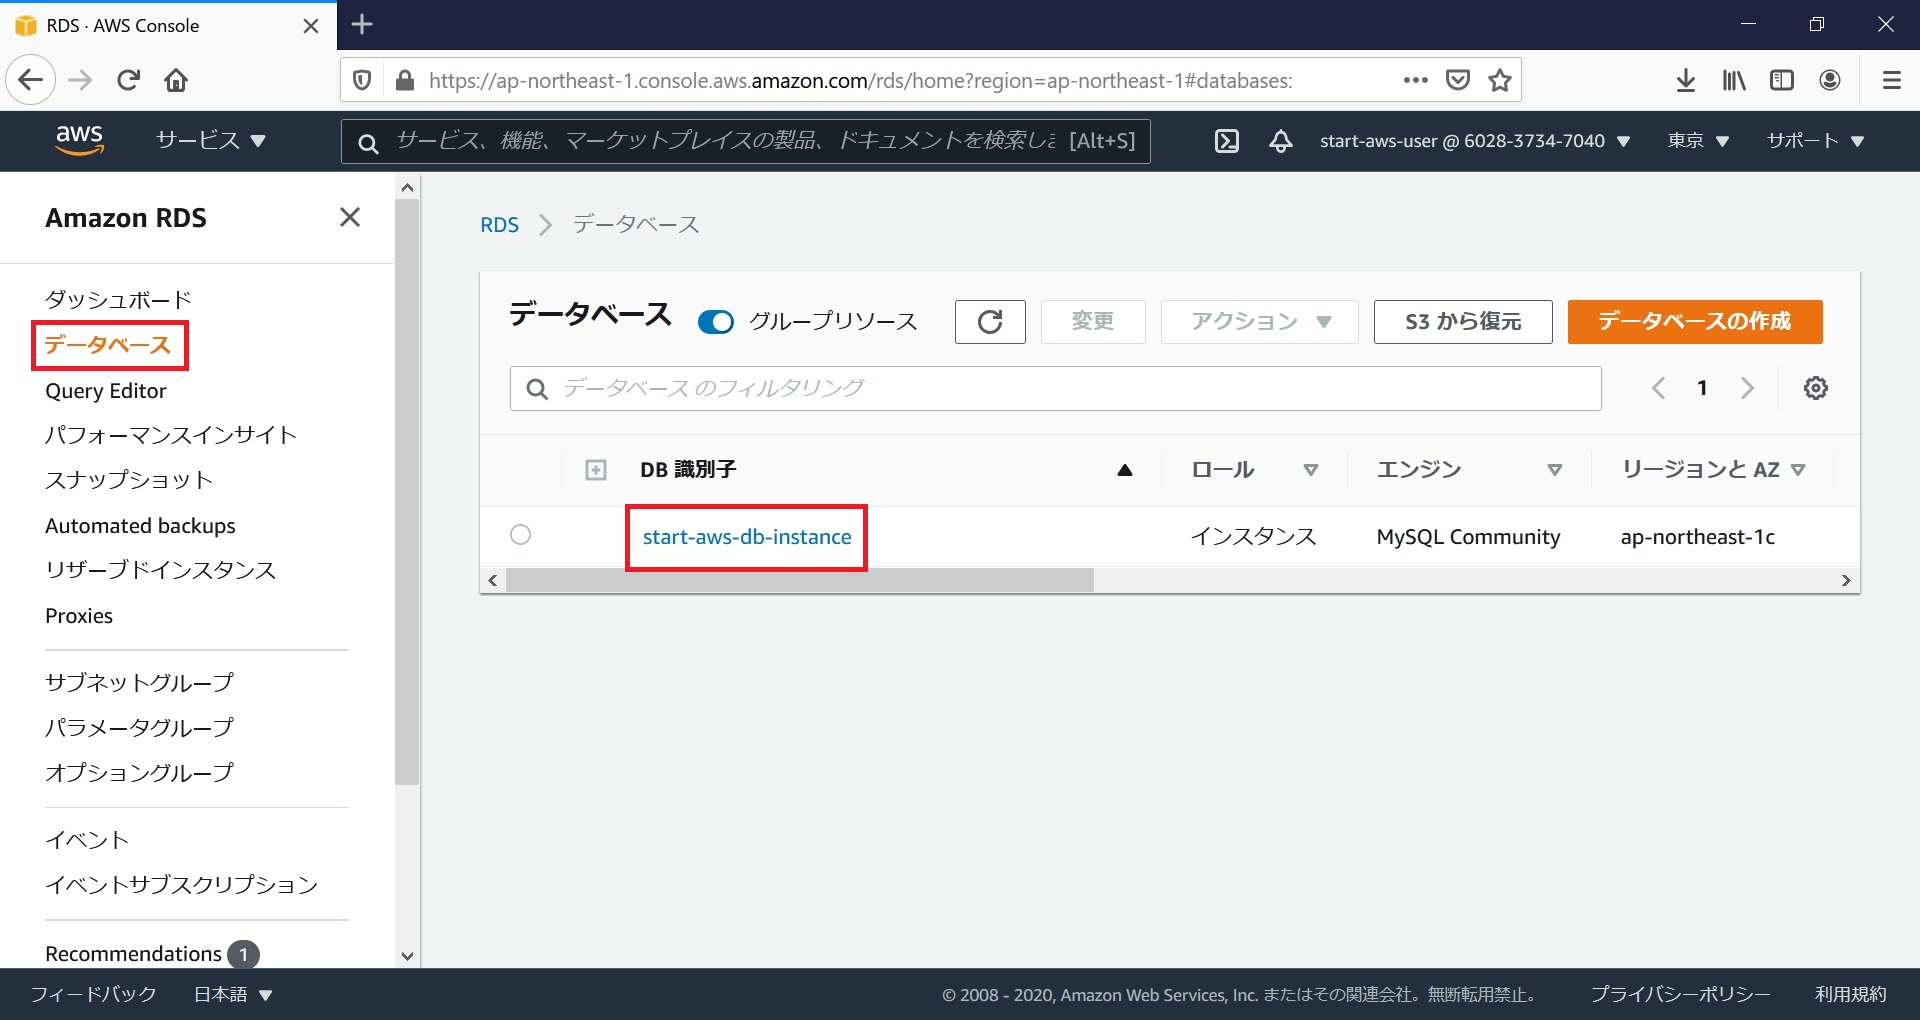 RDS · AWS Console
https://ap-northeast-1.console.aws.amazon.com/rds/home?region=ap-northeast-1#databases:
aws
サービス
サービス、機能、マーケットプレイスの製品、ドキュメントを検索しま [Alt+S]
start-aws-user @ 6028-3734-7040
東京
サポート
Amazon RDS
ダッシュボード
データベース
Query Editor
パフォーマンスインサイト
スナップショット
Automated backups
リザーブドインスタンス
Proxies
サブネットグループ
パラメータグループ
オプショングループ
イベント
イベントサブスクリプション
Recommendations 1
RDS データベース
データベース グループリソース 変更 アクション S3 から復元 データベースの作成
データベース のフィルタリング 1
DB 識別子 ロール エンジン リージョンと AZ
start-aws-db-instance インスタンス MySQL Community ap-northeast-1c
フィードバック 日本語 © 2008 - 2020, Amazon Web Services, Inc. またはその関連会社。無断転用禁止。 プライバシーポリシー 利用規約